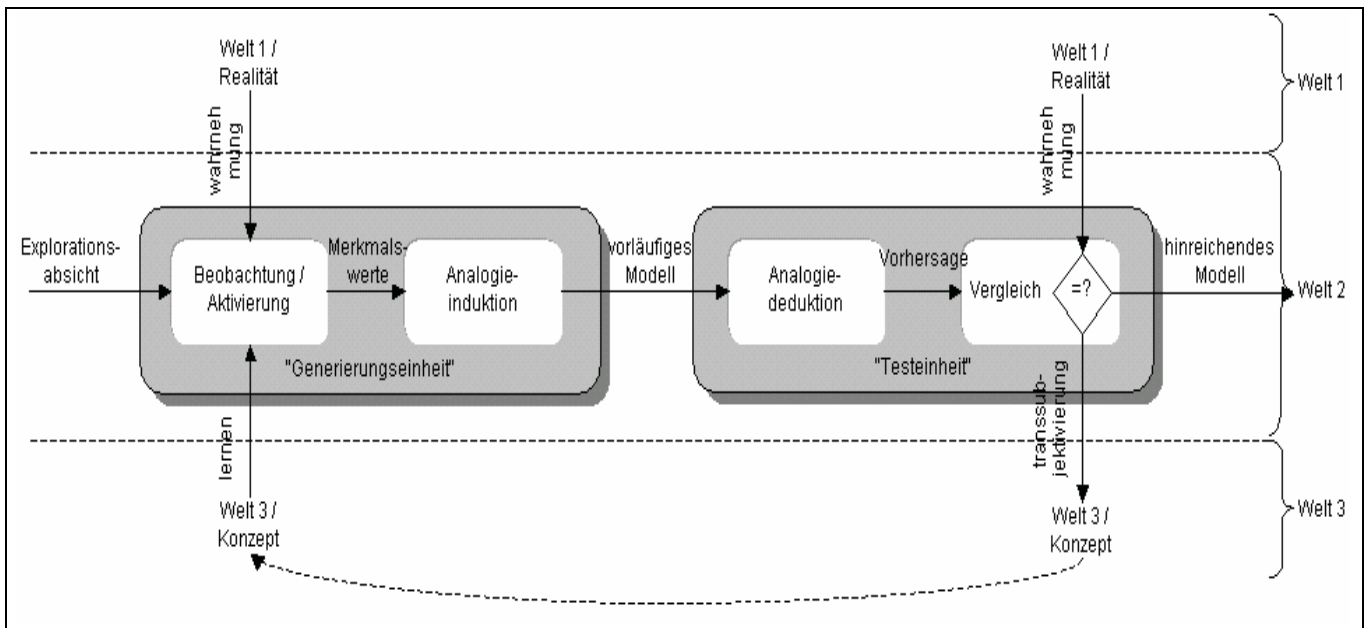 Welt 1 /
Realität
Welt 1 /
Realität
Welt 1
wahrneh
mung
wahrneh
mung
Explorations-
absicht
Beobachtung /
Aktivierung
Merkmals-
werte
Analogie-
induktion
"Generierungseinheit"
vorläufiges
Modell
Analogie-
deduktion
Vorhersage
Vergleich
=?
"Testeinheit"
hinreichendes
Modell
Welt 2
lernen
transsub-
jektivierung
Welt 3 /
Konzept
Welt 3 /
Konzept
Welt 3